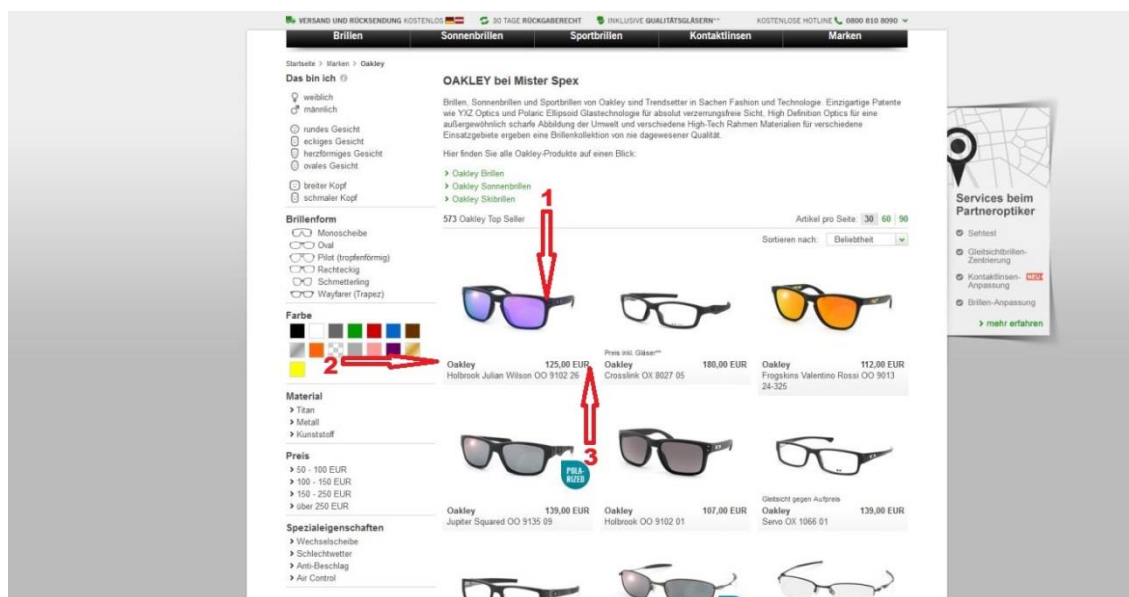 VERSAND UND RÜCKSENDUNG KOSTENLOS 30 TAGE RÜCKGABERECHT INKLUSIVE QUALITÄTSGLÄSERN** KOSTENLOSE HOTLINE 0800 810 8090
Brillen Sonnenbrillen Sportbrillen Kontaktlinsen Marken
Startseite > Marken > Oakley
Das bin ich
weiblich
männlich
rundes Gesicht
eckiges Gesicht
herzförmiges Gesicht
ovales Gesicht
breiter Kopf
schmaler Kopf
Brillenform
Monoscheibe
Oval
Pilot (tropfenförmig)
Rechteckig
Schmetterling
Wayfarer (Trapez)
Farbe
Material
> Titan
> Metall
> Kunststoff
Preis
> 50 - 100 EUR
> 100 - 150 EUR
> 150 - 250 EUR
> über 250 EUR
Spezialeigenschaften
> Wechselscheibe
> Schlechtwetter
> Anti-Beschlag
> Air Control
OAKLEY bei Mister Spex
Brillen, Sonnenbrillen und Sportbrillen von Oakley sind Trendsetter in Sachen Fashion und Technologie. Einzigartige Patente
wie YXZ Optics und Polaric Ellipsoid Glastechnologie für absolut verzerrungsfreie Sicht, High Definition Optics für eine
außergewöhnlich scharfe Abbildung der Umwelt und verschiedene High-Tech Rahmen Materialien für verschiedene
Einsatzgebiete ergeben eine Brillenkollektion von nie dagewesener Qualität.
Hier finden Sie alle Oakley-Produkte auf einen Blick:
> Oakley Brillen
> Oakley Sonnenbrillen
> Oakley Skibrillen
1
573 Oakley Top Seller Artikel pro Seite: 30 60 90
Sortieren nach: Beliebtheit
2
Oakley 125,00 EUR
Holbrook Julian Wilson OO 9102 26
Preis inkl. Gläser**
Oakley 180,00 EUR
Crosslink OX 8027 05
Oakley 112,00 EUR
Frogskins Valentino Rossi OO 9013
24-325
3
POLA-
RIZED
Oakley 139,00 EUR
Jupiter Squared OO 9135 09
Oakley 107,00 EUR
Holbrook OO 9102 01
Gleitsicht gegen Aufpreis
Oakley 139,00 EUR
Servo OX 1066 01
Services beim
Partneroptiker
Sehtest
Gleitsichtbrillen-
Zentrierung
Kontaktlinsen-
Anpassung
Brillen-Anpassung
> mehr erfahren